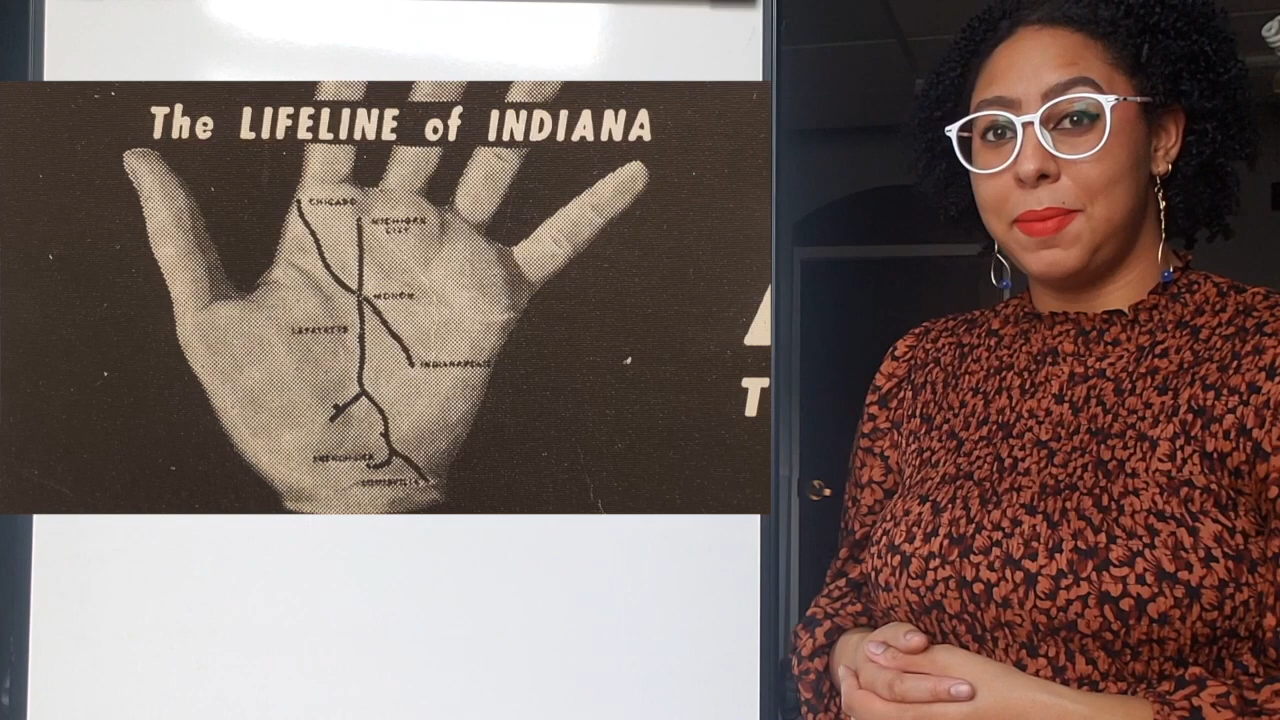 The LIFELINE of INDIANA
CHICAGO
MICHIGAN
CITY
MONON
LAFAYETTE
INDIANAPOLIS
LOUISVILLE
T